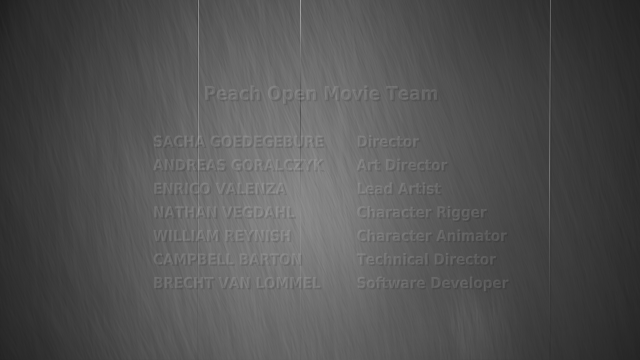 Peach Open Movie Team
SACHA GOEDEGEBURE Director
ANDREAS GORALCZYK Art Director
ENRICO VALENZA Lead Artist
NATHAN VEGDAHL Character Rigger
WILLIAM REYNISH Character Animator
CAMPBELL BARTON Technical Director
BRECHT VAN LOMMEL Software Developer